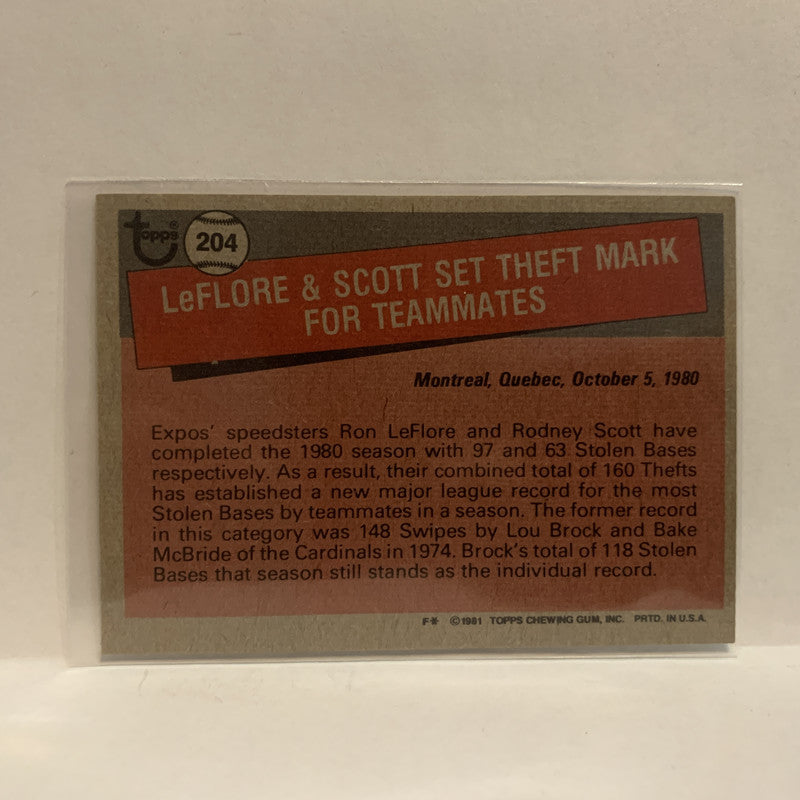 topps®
204
LeFLORE & SCOTT SET THEFT MARK
FOR TEAMMATES
Montreal, Quebec, October 5, 1980
Expos' speedsters Ron LeFlore and Rodney Scott have
completed the 1980 season with 97 and 63 Stolen Bases
respectively. As a result, their combined total of 160 Thefts
has established a new major league record for the most
Stolen Bases by teammates in a season. The former record
in this category was 148 Swipes by Lou Brock and Bake
McBride of the Cardinals in 1974. Brock's total of 118 Stolen
Bases that season still stands as the individual record.
F* ©1981 TOPPS CHEWING GUM, INC. PRTD. IN U.S.A.